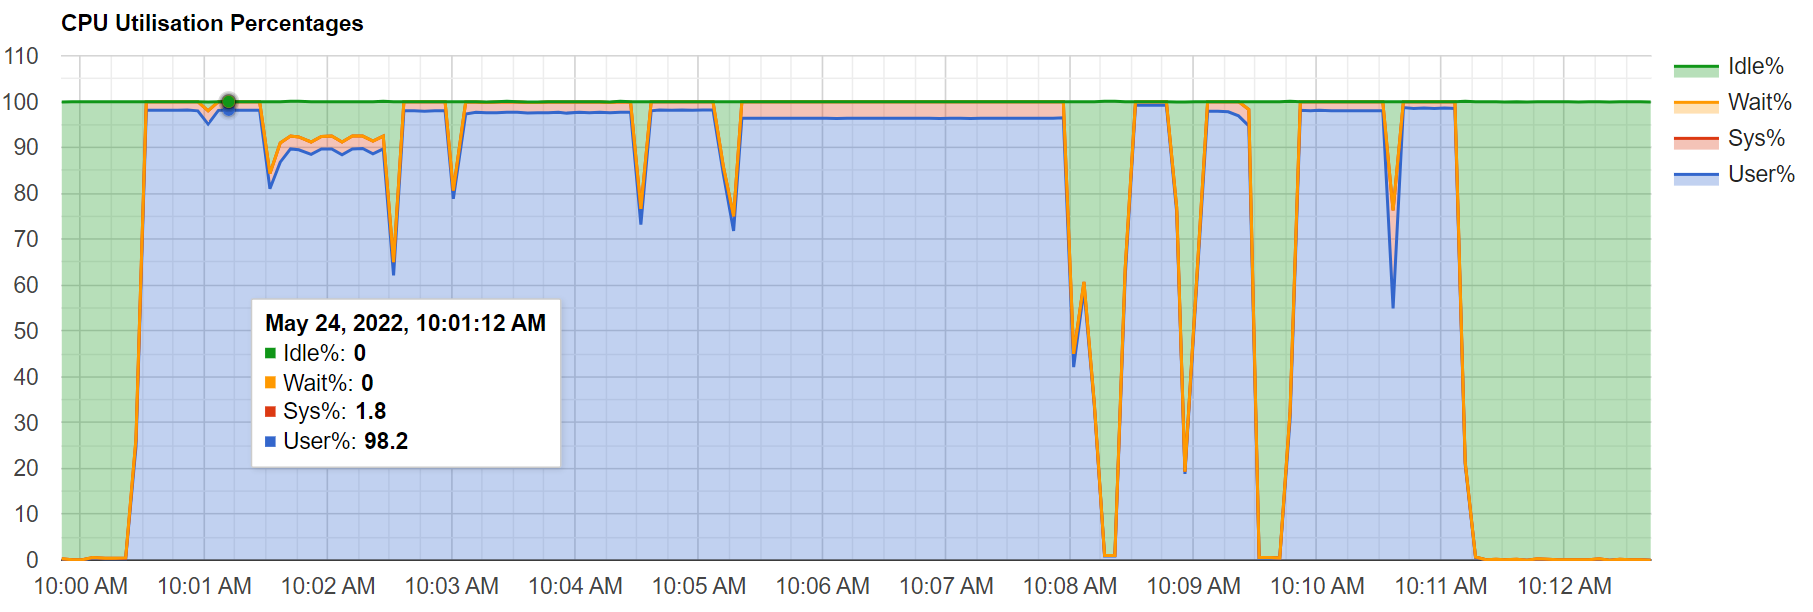 CPU Utilisation Percentages
110
100
90
80
70
60
50
40
30
20
10
0
Idle%
Wait%
Sys%
User%
May 24, 2022, 10:01:12 AM
Idle%: 0
Wait%: 0
Sys%: 1.8
User%: 98.2
10:00 AM 10:01 AM 10:02 AM 10:03 AM 10:04 AM 10:05 AM 10:06 AM 10:07 AM 10:08 AM 10:09 AM 10:10 AM 10:11 AM 10:12 AM